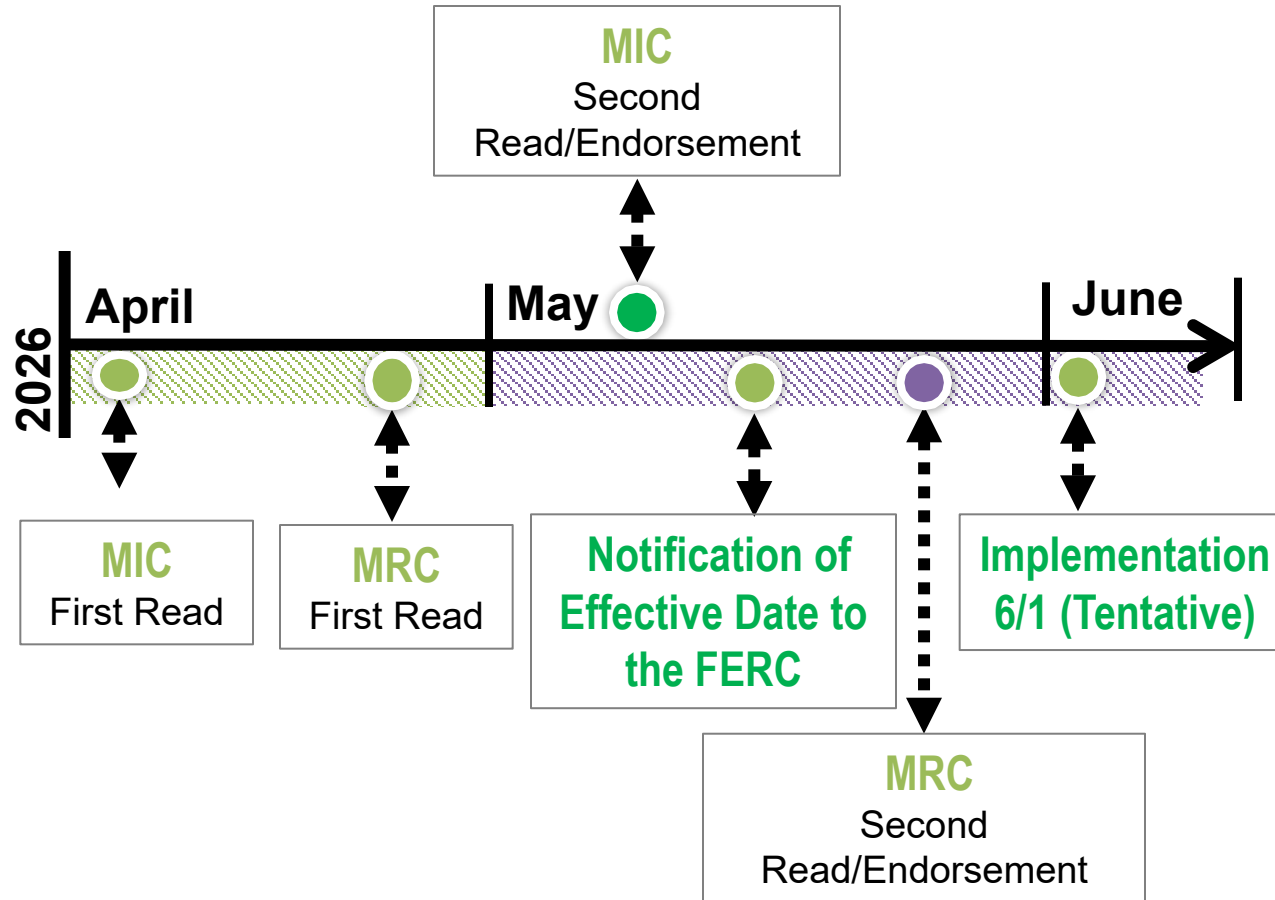 MIC
Second
Read/Endorsement
2026
April
May
June
MIC
First Read
MRC
First Read
Notification of
Effective Date to
the FERC
Implementation
6/1 (Tentative)
MRC
Second
Read/Endorsement